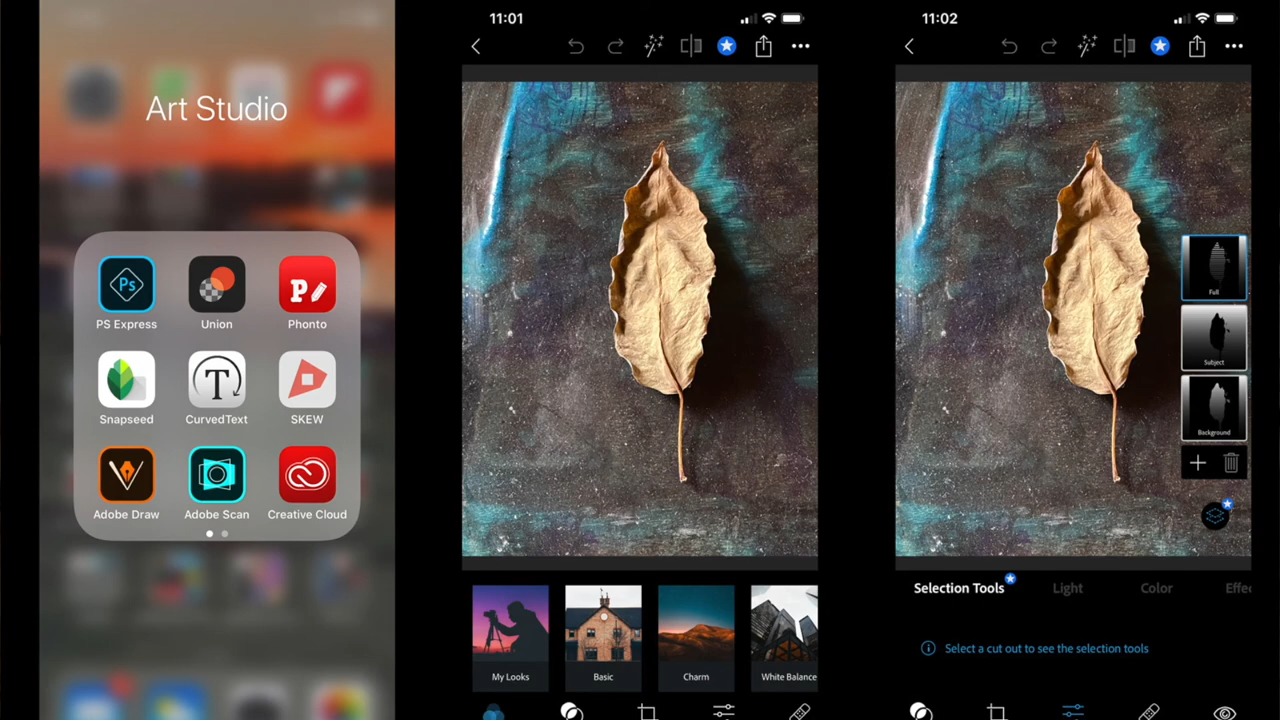 Art Studio
Ps
PS Express
Union
P
Phonto
Snapseed
T
CurvedText
SKEW
Adobe Draw
Adobe Scan
Creative Cloud
11:01
My Looks
Basic
Charm
White Balance
11:02
Full
Subject
Background
Selection Tools
Light
Color
Effec
Select a cut out to see the selection tools